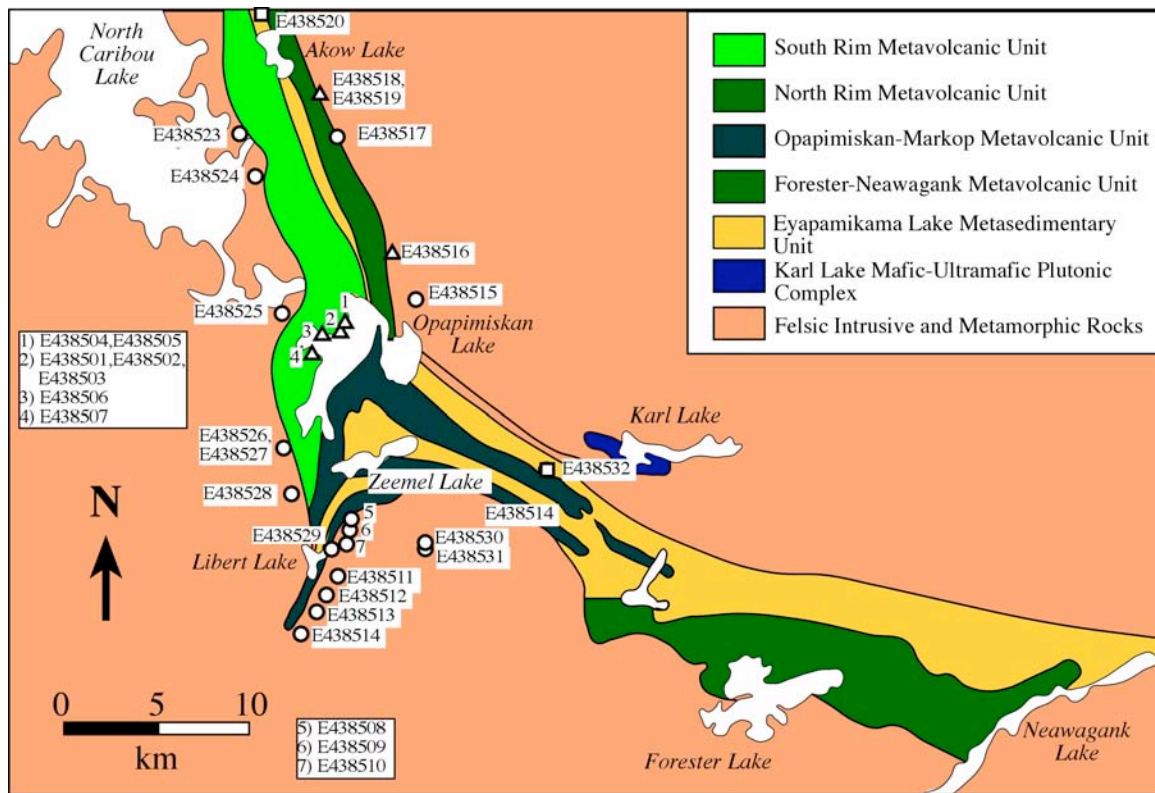 North
Caribou
Lake
E438520
Akow Lake
E438518,
E438519
E438523
E438517
E438524
E438516
E438515
E438525
Opapimiskan
Lake
1
2
3
4
1) E438504,E438505
2) E438501,E438502,
E438503
3) E438506
4) E438507
Karl Lake
E438526,
E438527
E438532
Zeemel Lake
E438528
E438514
N
5
E438529
6
E438530
7
E438531
Libert Lake
E438511
E438512
E438513
E438514
0 5 10
km
5) E438508
6) E438509
7) E438510
Forester Lake
Neawagank
Lake
South Rim Metavolcanic Unit
North Rim Metavolcanic Unit
Opapimiskan-Markop Metavolcanic Unit
Forester-Neawagank Metavolcanic Unit
Eyapamikama Lake Metasedimentary
Unit
Karl Lake Mafic-Ultramafic Plutonic
Complex
Felsic Intrusive and Metamorphic Rocks